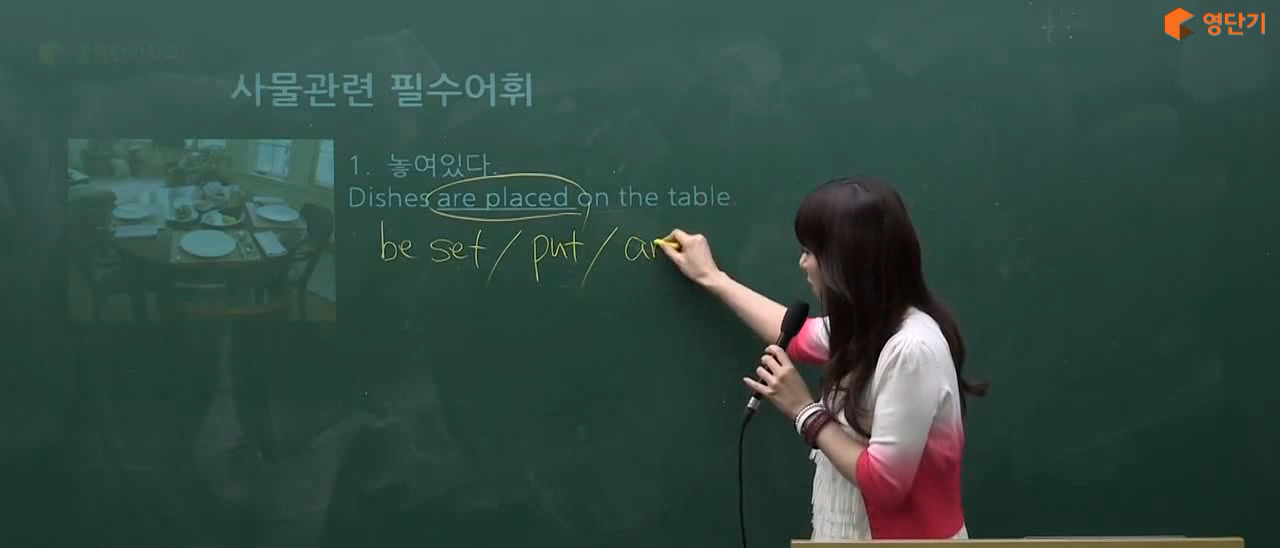 영단기
사물관련 필수어휘
1. 놓여있다.
Dishes are placed on the table
be set / put / ar